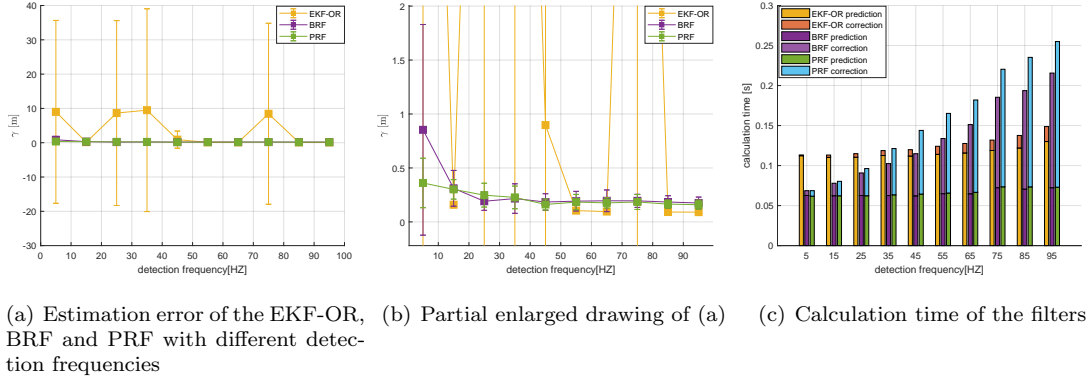 40
30
20
10
0
-10
-20
-30
γ [m]
0 10 20 30 40 50 60 70 80 90 100
detection frequency[HZ]
EKF-OR
BRF
PRF
2
1.5
1
0.5
0
γ [m]
10 20 30 40 50 60 70 80 90
detection frequency[HZ]
EKF-OR
BRF
PRF
0.3
0.25
0.2
0.15
0.1
0.05
0
calculation time [s]
5 15 25 35 45 55 65 75 85 95
detection frequency[HZ]
EKF-OR prediction
EKF-OR correction
BRF prediction
BRF correction
PRF prediction
PRF correction
(a) Estimation error of the EKF-OR,
BRF and PRF with different detec-
tion frequencies
(b) Partial enlarged drawing of (a)
(c) Calculation time of the filters